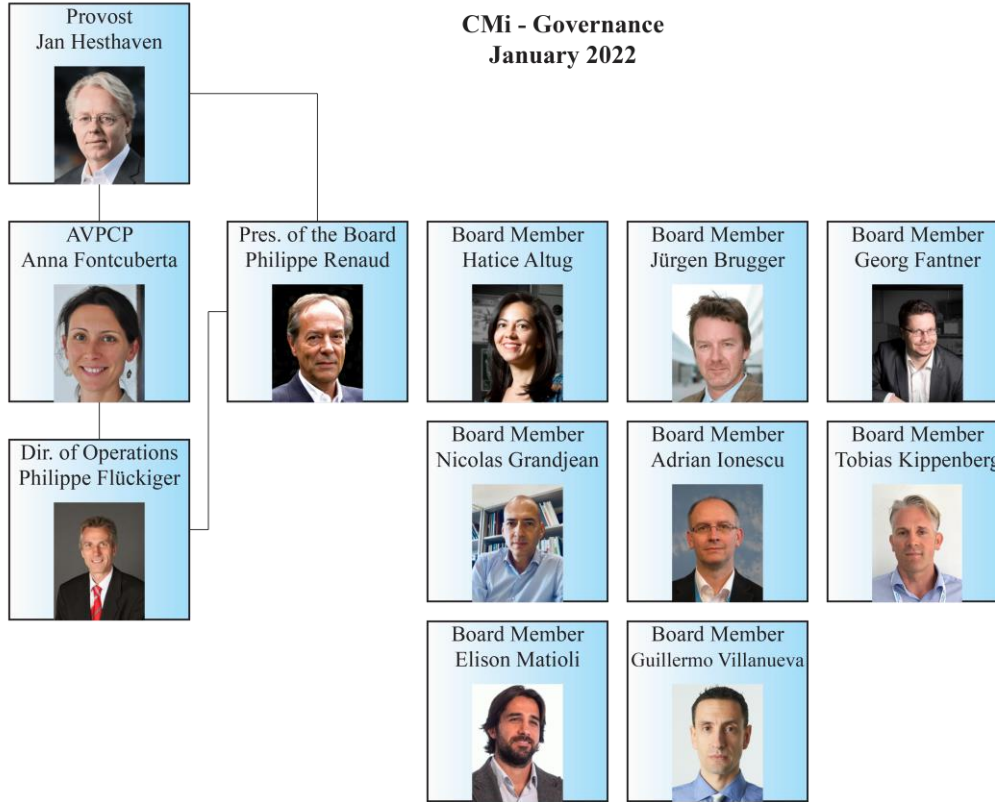 Provost
Jan Hesthaven
CMi - Governance
January 2022
AVPCP
Anna Fontcuberta
Pres. of the Board
Philippe Renaud
Board Member
Hatice Altug
Board Member
Jürgen Brugger
Board Member
Georg Fantner
Dir. of Operations
Philippe Flückiger
Board Member
Nicolas Grandjean
Board Member
Adrian Ionescu
Board Member
Tobias Kippenberg
Board Member
Elison Matioli
Board Member
Guillermo Villanueva